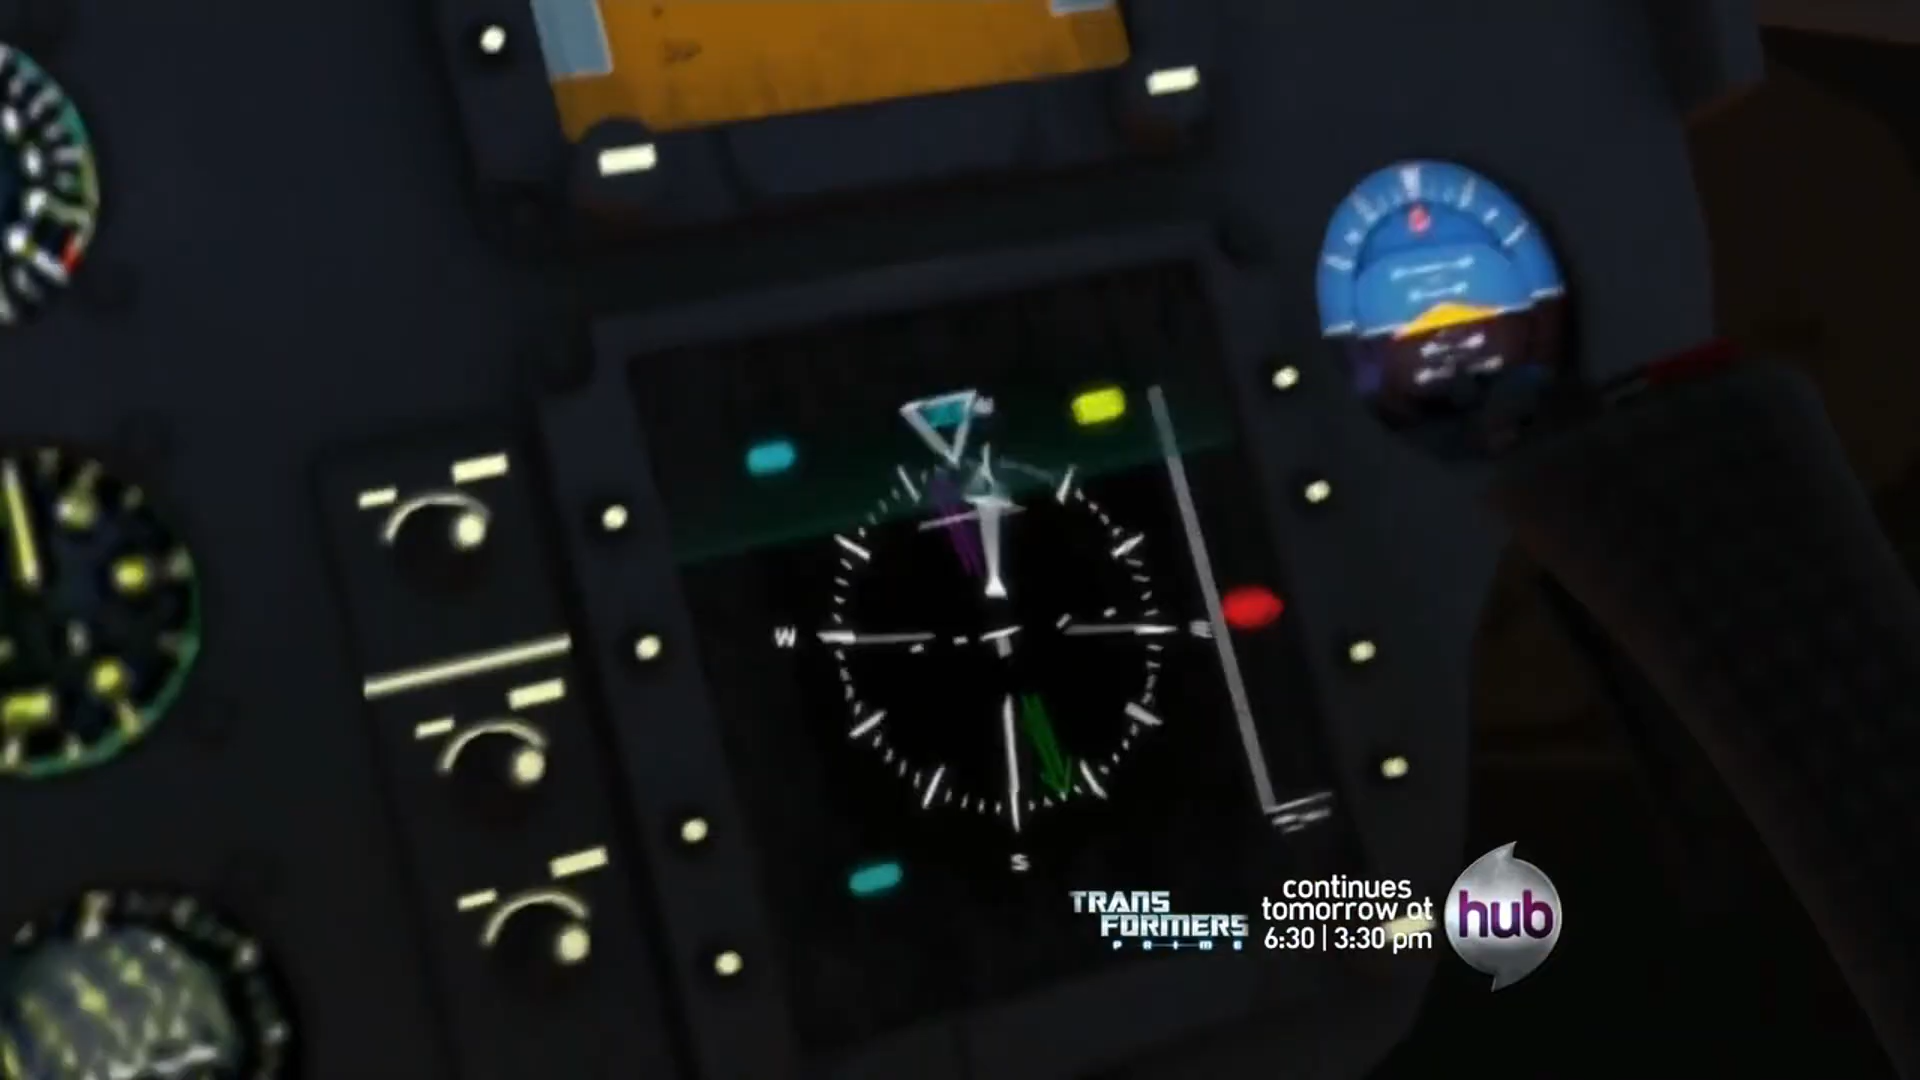 N
W
E
S
TRANS
FORMERS
PRIME
continues
tomorrow at
6:30 | 3:30 pm
hub